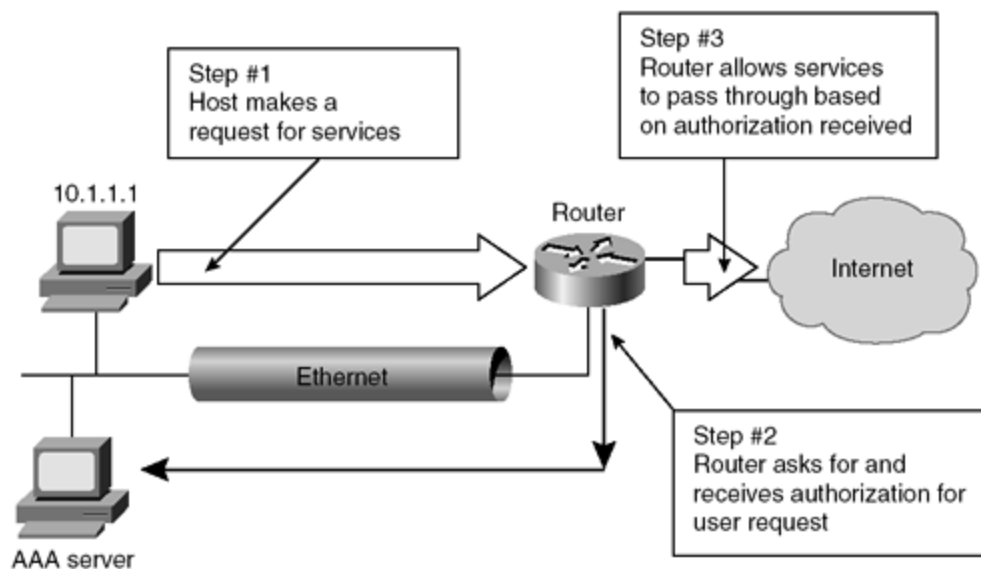 Step #1
Host makes a
request for services
Step #3
Router allows services
to pass through based
on authorization received
10.1.1.1
Router
Internet
Ethernet
Step #2
Router asks for and
receives authorization for
user request
AAA server